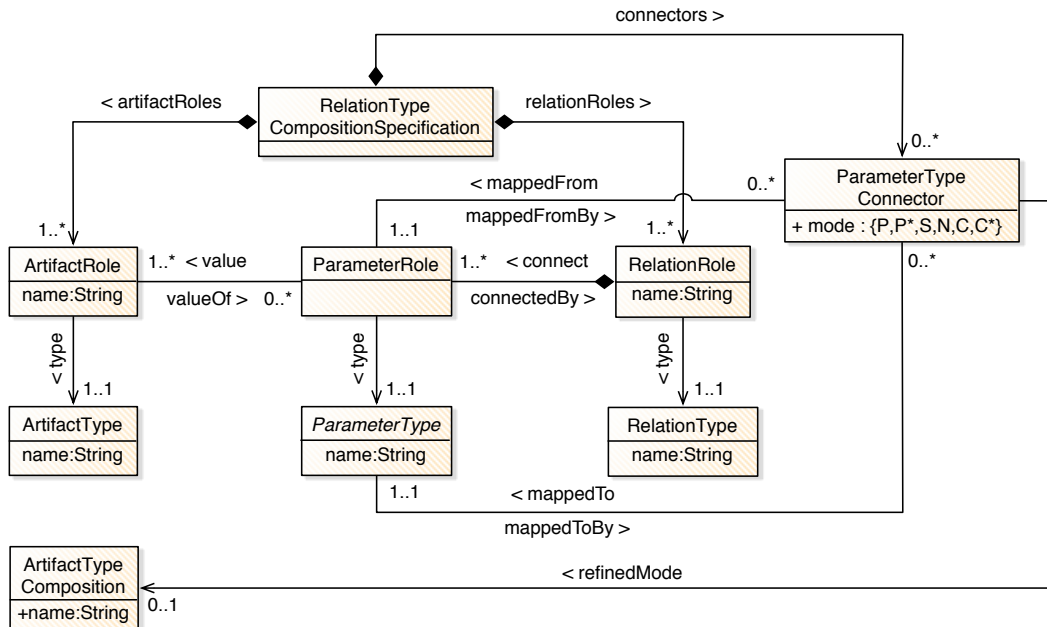 connectors >
< artifactRoles
RelationType
CompositionSpecification
relationRoles >
0..*
< mappedFrom
0..*
ParameterType
Connector
mappedFromBy >
+ mode : {P,P*,S,N,C,C*}
1..*
1..1
1..*
0..*
ArtifactRole
name:String
1..* < value
valueOf > 0..*
ParameterRole
1..* < connect
connectedBy >
RelationRole
name:String
< type
1..1
< type
1..1
< type
1..1
ArtifactType
name:String
ParameterType
name:String
RelationType
name:String
1..1
< mappedTo
mappedToBy >
ArtifactType
Composition
+name:String
0..1
< refinedMode